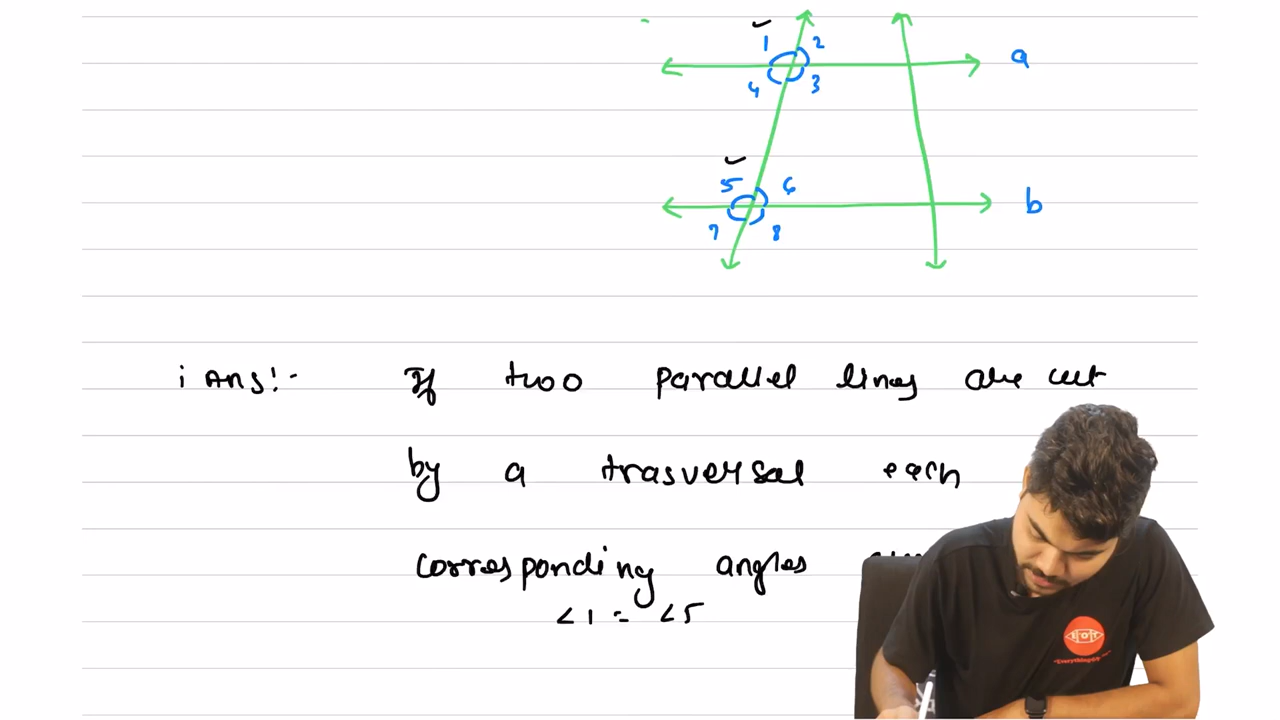 1 2
a
4 3
5 6
b
7 8
i Ans!-
If two parallel lines are cut
by a trasversal each
corresponding angles
∠1 = ∠5
EOT